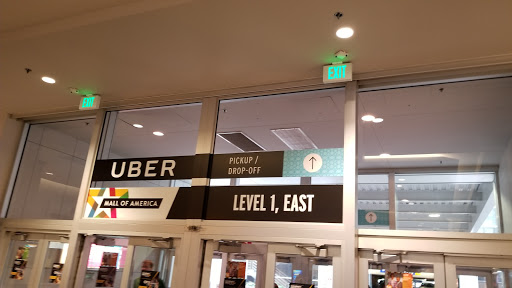 EXIT
EXIT
UBER
PICKUP /
DROP-OFF
MALL OF AMERICA
LEVEL 1, EAST